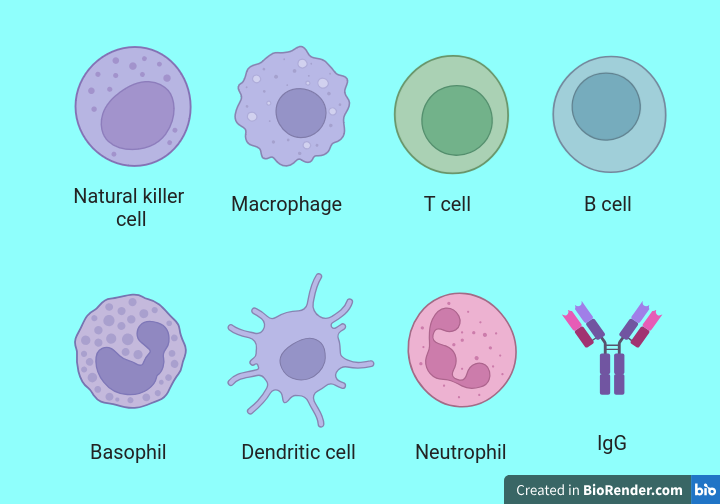 Natural killer
cell
Macrophage
T cell
B cell
Basophil
Dendritic cell
Neutrophil
IgG
Created in BioRender.com bio